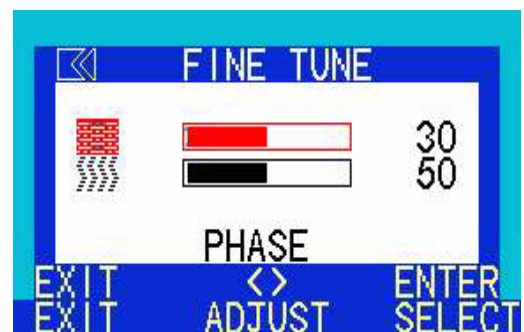 FINE TUNE
30
50
PHASE
EXIT <> ENTER
EXIT ADJUST SELECT